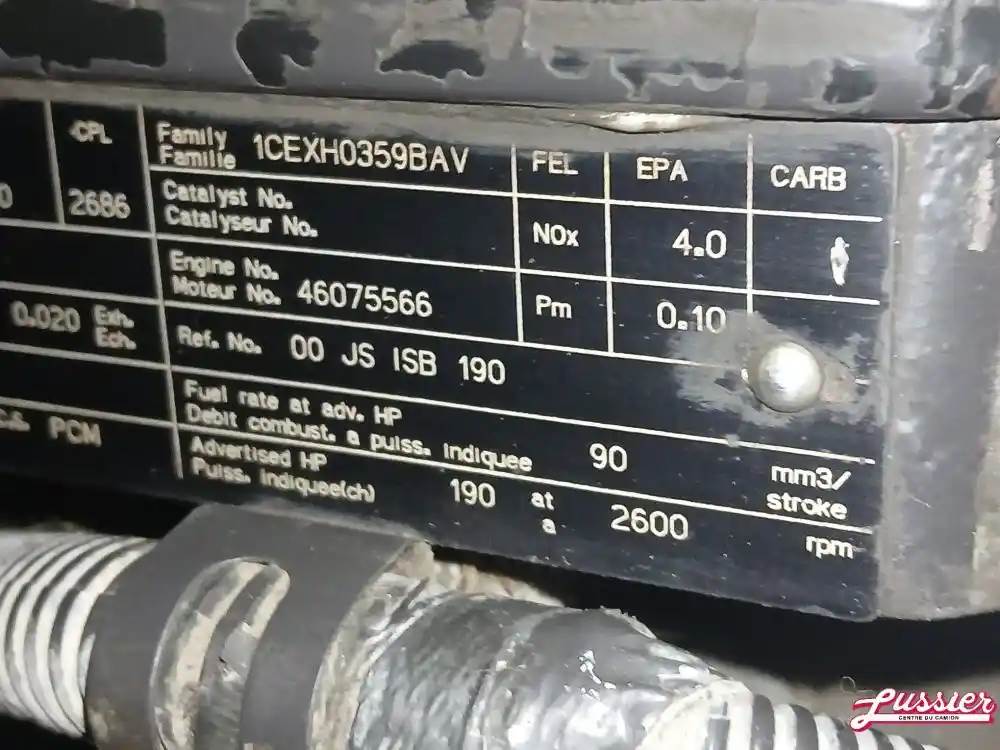 CPL
2686
Family 1CEXH0359BAV
Familie
FEL EPA CARB
Catalyst No.
Catalyseur No.
NOx 4.0
Engine No.
Moteur No. 46075566
Pm 0.10
0.020 Exh.
Ech.
Ref. No. 00 JS ISB 190
PCM
Fuel rate at adv. HP
Debit combust. a puiss. indiquee 90 mm3/
stroke
Advertised HP
Puiss. indiquee(ch) 190 at
a 2600 rpm
Lussier
CENTRE DU CAMION